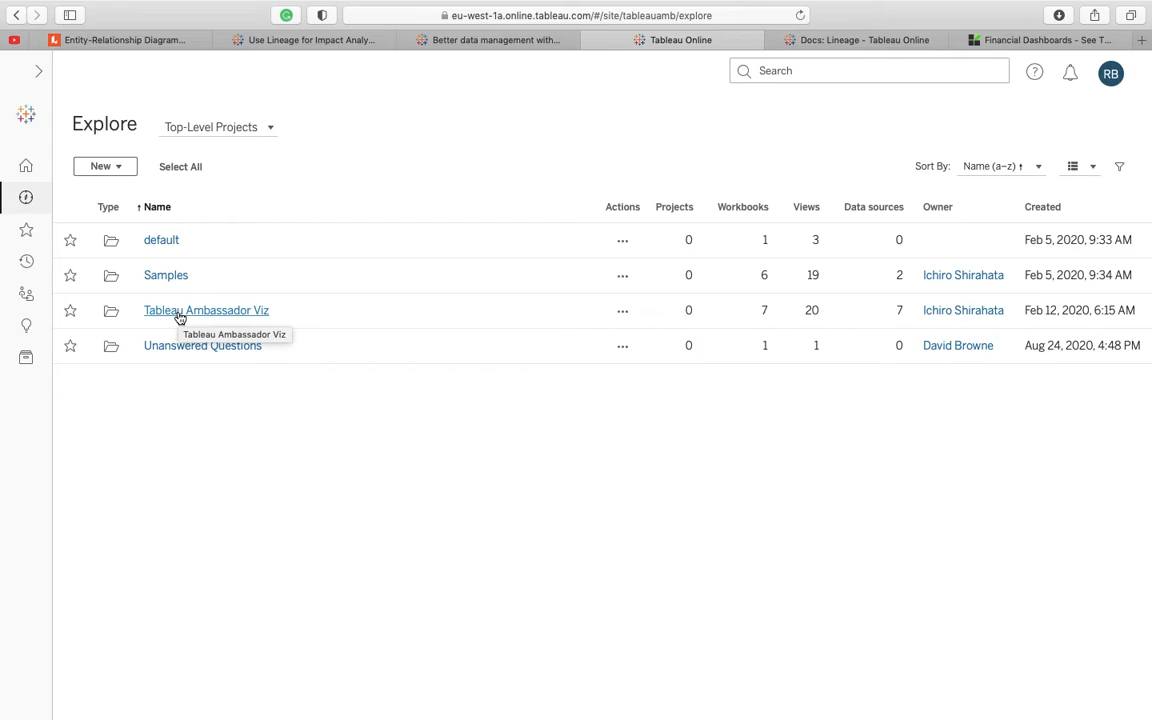 eu-west-1a.online.tableau.com/#/site/tableauamb/explore
Entity-Relationship Diagram... Use Lineage for Impact Analy... Better data management with... Tableau Online Docs: Lineage - Tableau Online Financial Dashboards - See T...
Search ? RB
Explore Top-Level Projects
New Select All Sort By: Name (a–z) ↑
Type ↑ Name Actions Projects Workbooks Views Data sources Owner Created
default ... 0 1 3 0 Feb 5, 2020, 9:33 AM
Samples ... 0 6 19 2 Ichiro Shirahata Feb 5, 2020, 9:34 AM
Tableau Ambassador Viz ... 0 7 20 7 Ichiro Shirahata Feb 12, 2020, 6:15 AM
Tableau Ambassador Viz
Unanswered Questions ... 0 1 1 0 David Browne Aug 24, 2020, 4:48 PM